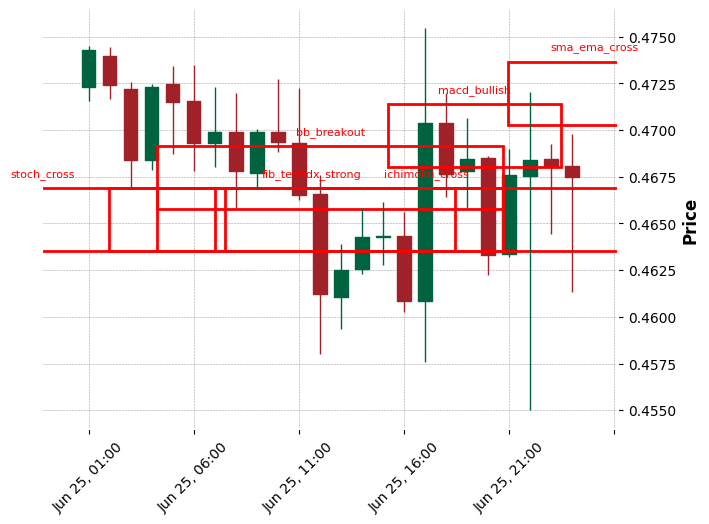 sma_ema_cross
macd_bullish
bb_breakout
stoch_cross
ichimoku_cross
0.4750
0.4725
0.4700
0.4675
0.4650
0.4625
0.4600
0.4575
0.4550
Price
Jun 25, 01:00
Jun 25, 06:00
Jun 25, 11:00
Jun 25, 16:00
Jun 25, 21:00